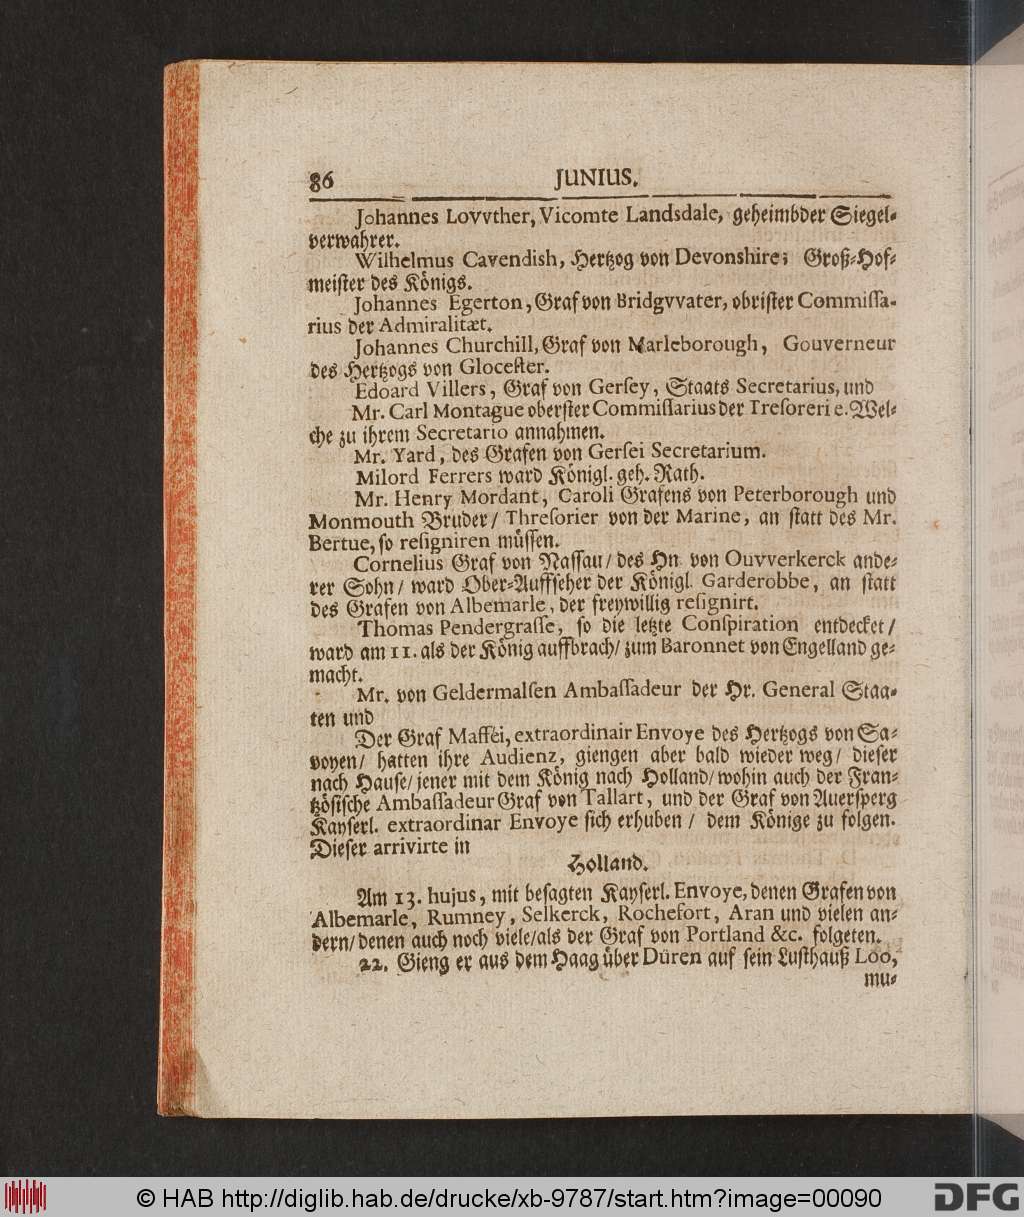 86 JUNIUS.
Johannes Lovvther, Vicomte Landsdale, geheimbder Siegel-
verwahrer.
Wilhelmus Cavendish, Hertzog von Devonshire; Groß-Hof-
meister des Königs.
Johannes Egerton, Graf von Bridgvvater, obrister Commissa-
rius der Admiralitæt.
Johannes Churchill, Graf von Marleborough, Gouverneur
des Hertzogs von Glocester.
Edoard Villers, Graf von Gersey, Staats Secretarius, und
Mr. Carl Montague oberster Commissarius der Tresorerie. Wel-
che zu ihrem Secretario annahmen.
Mr. Yard, des Grafen von Gersei Secretarium.
Milord Ferrers ward Königl. geh. Rath.
Mr. Henry Mordant, Caroli Grafens von Peterborough und
Monmouth Bruder/ Thresorier von der Marine, an statt des Mr.
Bertue, so resigniren müssen.
Cornelius Graf von Nassau/ des Hn. von Ouvverkerck ande-
rer Sohn/ ward Ober-Auffseher der Königl. Garderobbe, an statt
des Grafen von Albemarle, der freywillig resignirt.
Thomas Pendergrasse, so die letzte Conspiration entdecket/
ward am 11. als der König auffbrach/ zum Baronnet von Engelland ge-
macht.
Mr. von Geldermalsen Ambassadeur der Hr. General Staa-
ten und
Der Graf Maffei, extraordinair Envoye des Hertzogs von Sa-
voyen/ hatten ihre Audienz, giengen aber bald wieder weg/ dieser
nach Hause/ jener mit dem König nach Holland/ wohin auch der Fran-
tzösische Ambassadeur Graf von Tallart, und der Graf von Auersperg
Kayserl. extraordinar Envoye sich erhuben/ dem Könige zu folgen.
Dieser arrivirte in
Holland.
Am 13. hujus, mit besagten Kayserl. Envoye, denen Grafen von
Albemarle, Rumney, Selkerck, Rochefort, Aran und vielen an-
dern/ denen auch noch viele/ als der Graf von Portland &c. folgeten.
22. Gieng er aus dem Haag über Düren auf sein Lusthauß Loo,
mu-
© HAB http://diglib.hab.de/drucke/xb-9787/start.htm?image=00090
DFG